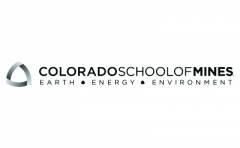 COLORADOSCHOOLOFMINES
EARTH • ENERGY • ENVIRONMENT